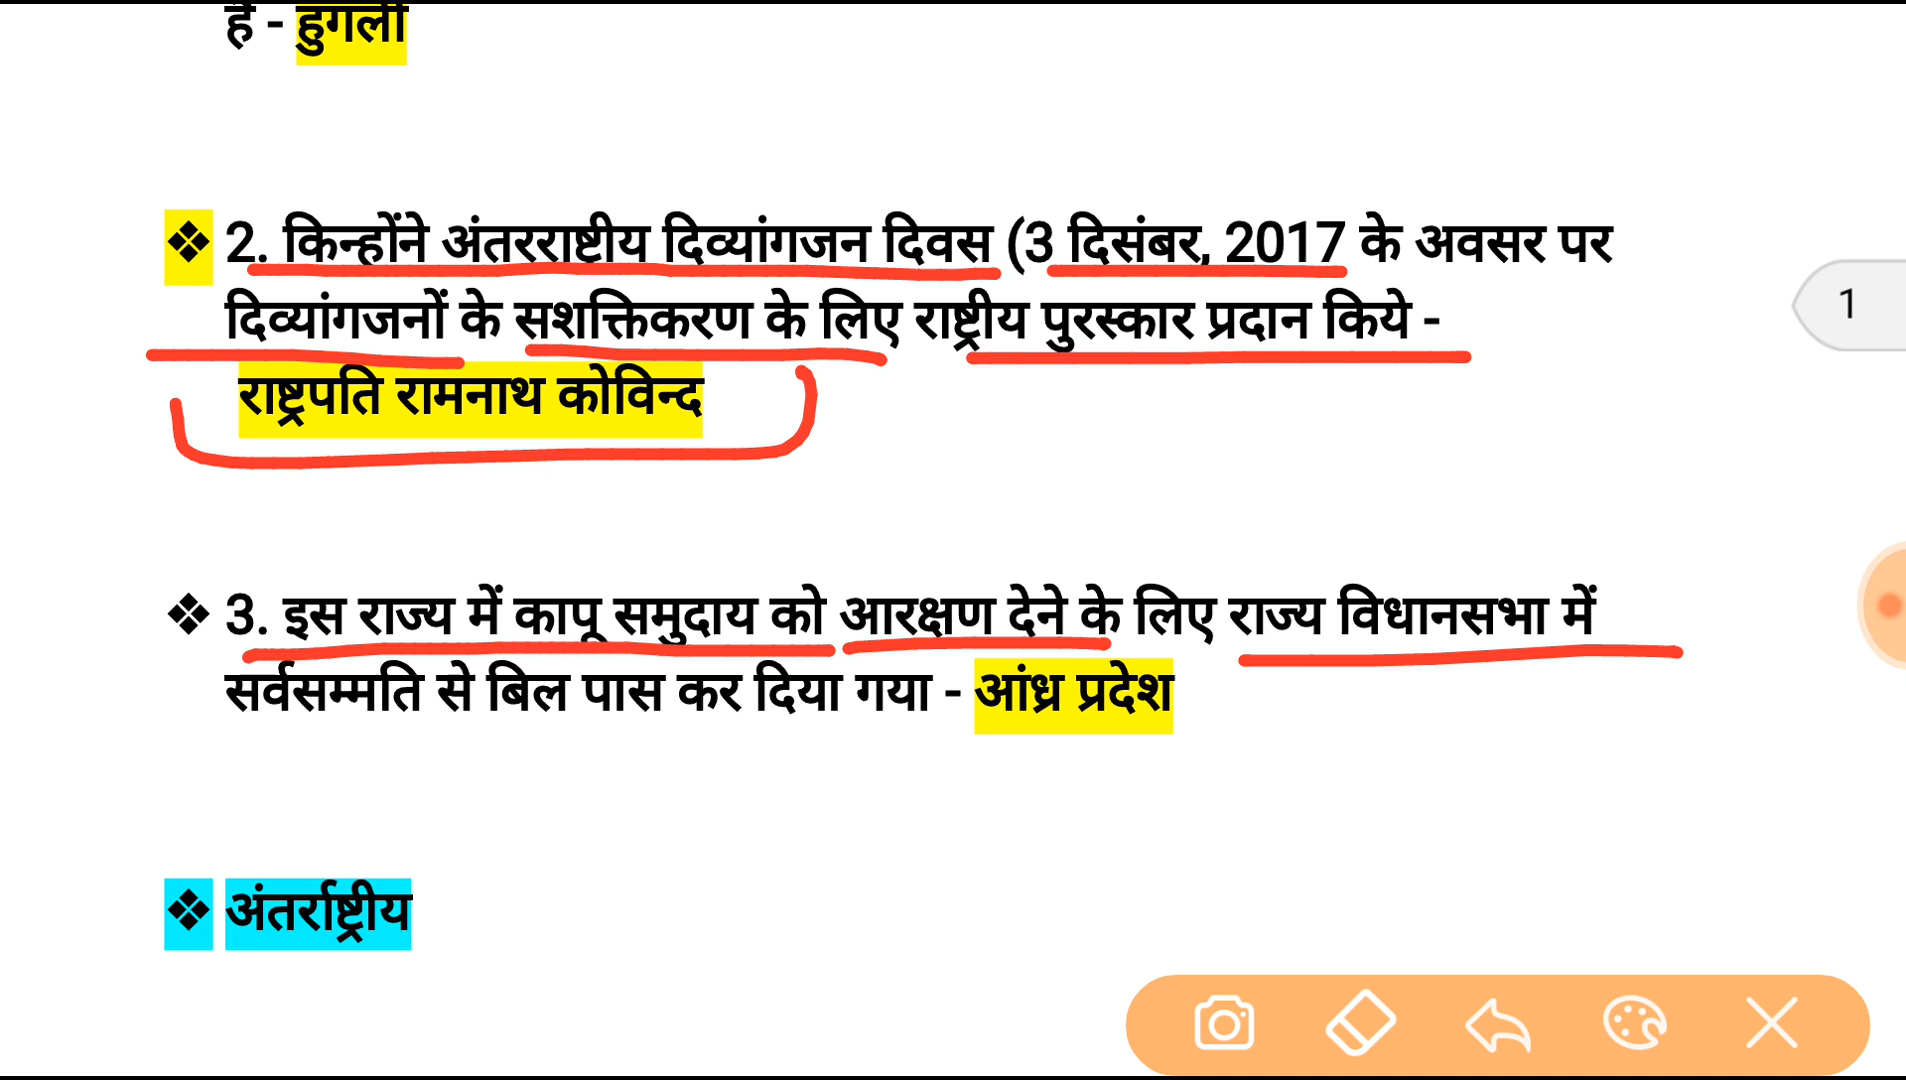 है - हुगली
❖ 2. किन्होंने अंतरराष्टीय दिव्यांगजन दिवस (3 दिसंबर, 2017 के अवसर पर
दिव्यांगजनों के सशक्तिकरण के लिए राष्ट्रीय पुरस्कार प्रदान किये -
राष्ट्रपति रामनाथ कोविन्द
1
❖ 3. इस राज्य में कापू समुदाय को आरक्षण देने के लिए राज्य विधानसभा में
सर्वसम्मति से बिल पास कर दिया गया - आंध्र प्रदेश
❖ अंतर्राष्ट्रीय